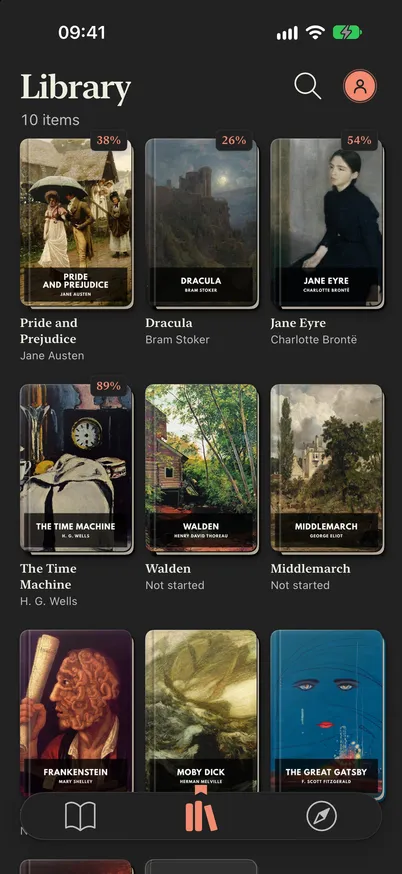 09:41
Library
10 items
38%
26%
54%
PRIDE
AND PREJUDICE
JANE AUSTEN
DRACULA
BRAM STOKER
JANE EYRE
CHARLOTTE BRONTË
Pride and
Prejudice
Jane Austen
Dracula
Bram Stoker
Jane Eyre
Charlotte Brontë
89%
THE TIME MACHINE
H. G. WELLS
WALDEN
HENRY DAVID THOREAU
MIDDLEMARCH
GEORGE ELIOT
The Time
Machine
H. G. Wells
Walden
Not started
Middlemarch
Not started
FRANKENSTEIN
MARY SHELLEY
MOBY DICK
HERMAN MELVILLE
THE GREAT GATSBY
F. SCOTT FITZGERALD